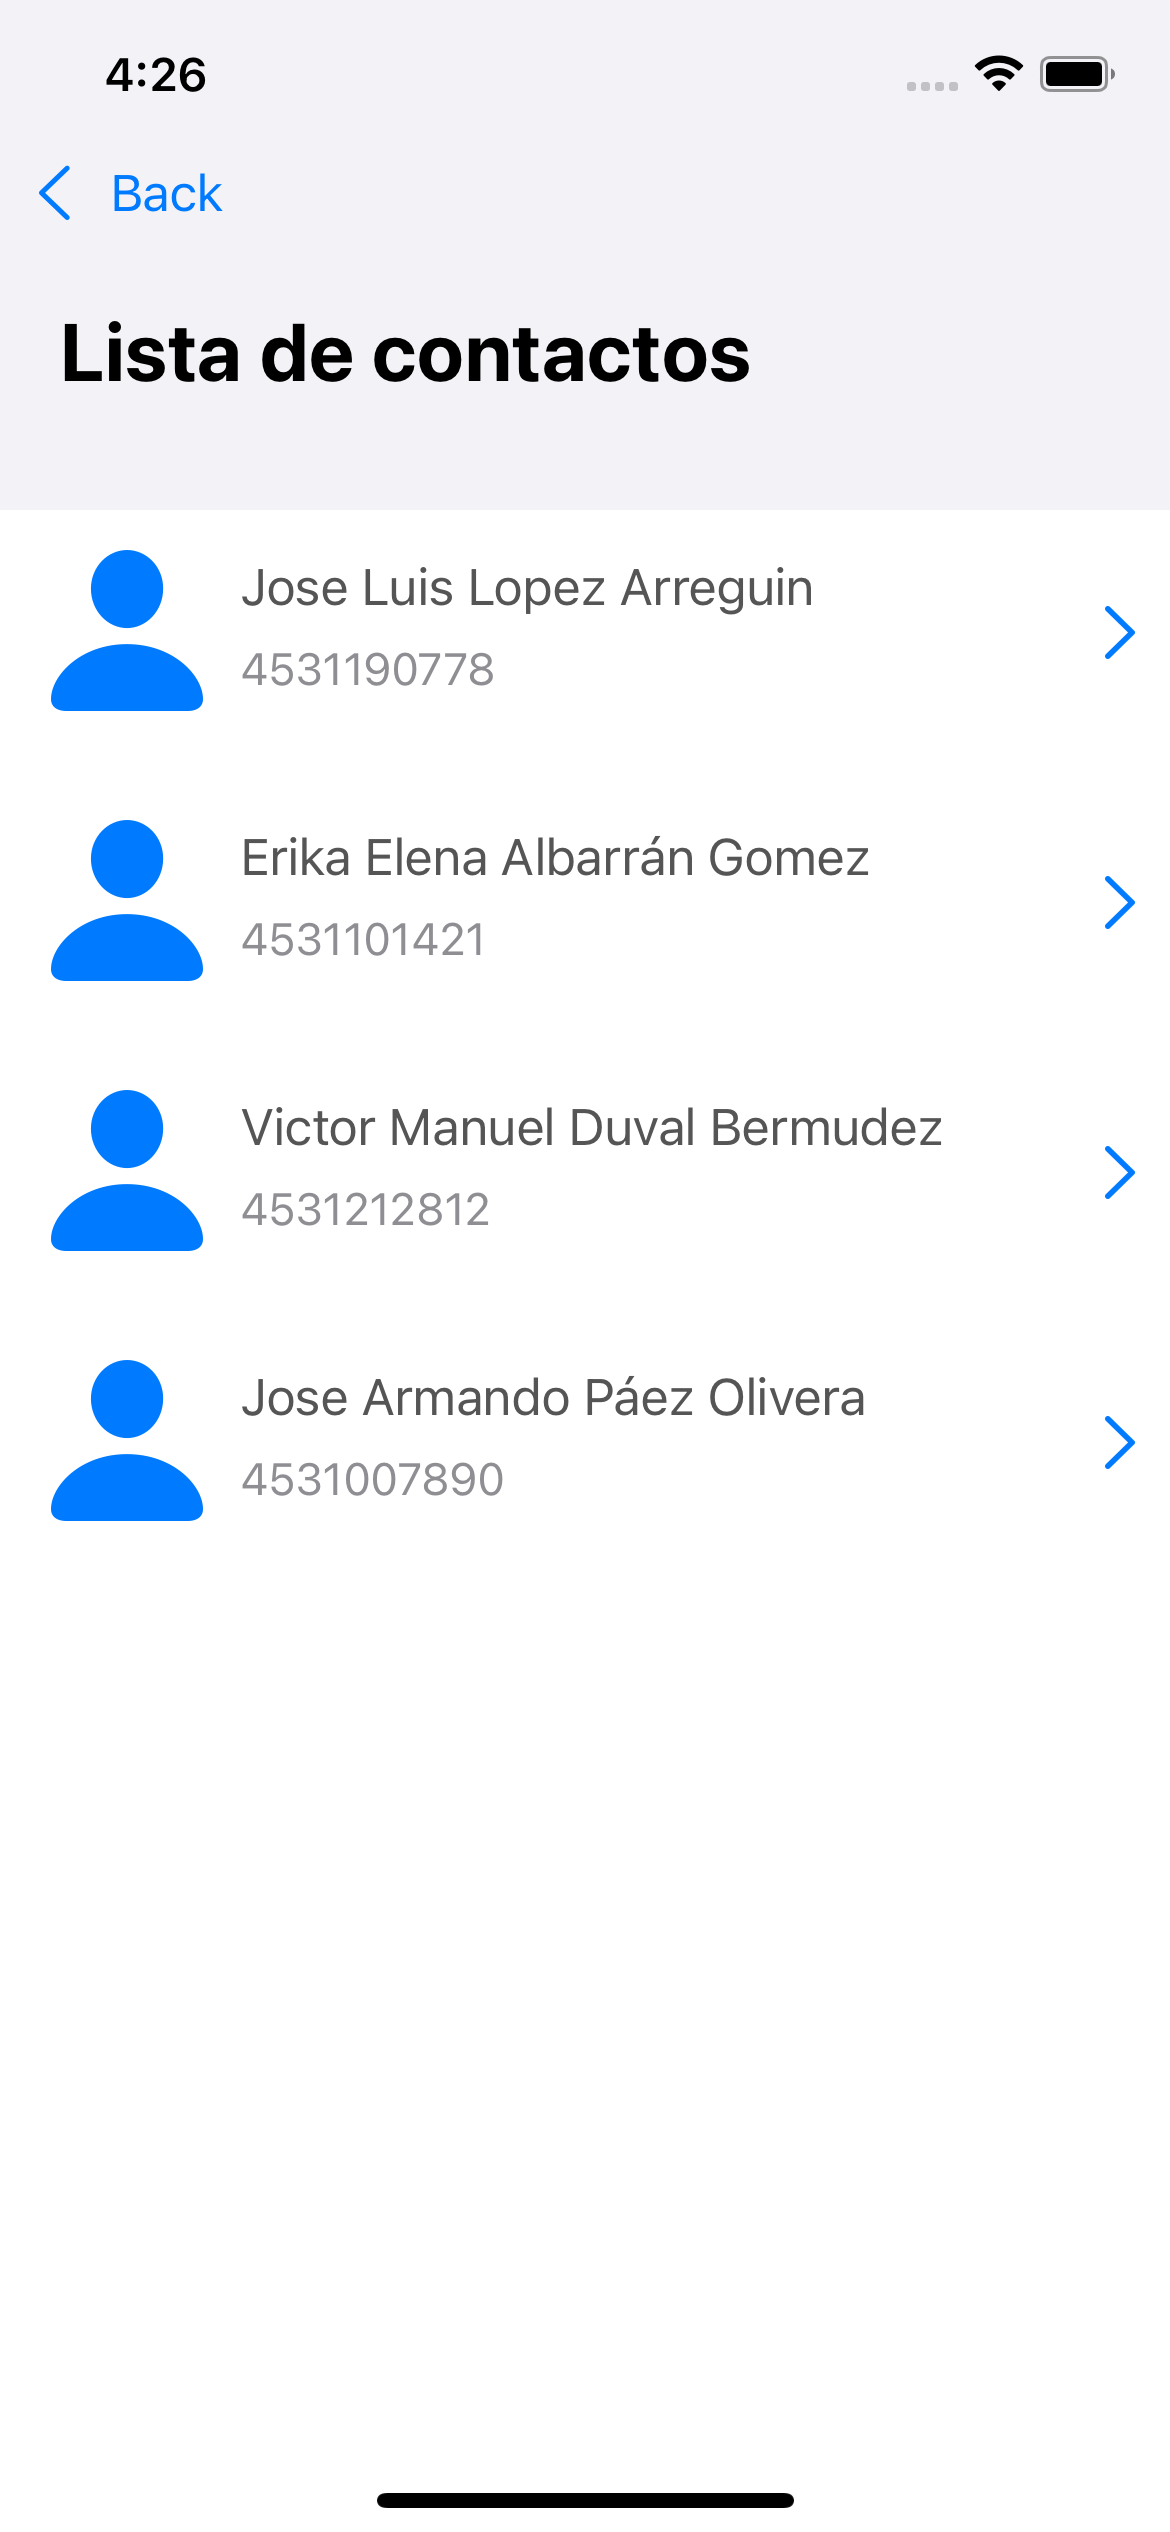 4:26
Back
Lista de contactos
Jose Luis Lopez Arreguin
4531190778
Erika Elena Albarrán Gomez
4531101421
Victor Manuel Duval Bermudez
4531212812
Jose Armando Páez Olivera
4531007890